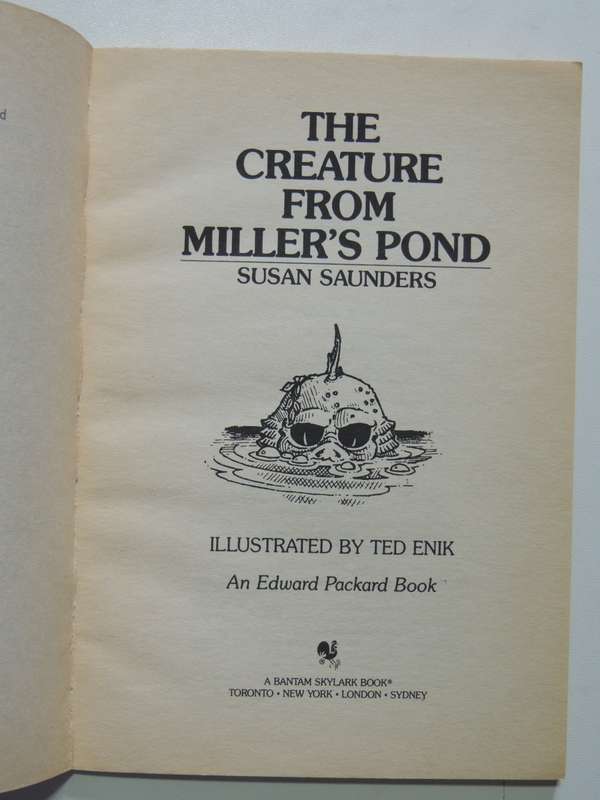 d
THE
CREATURE
FROM
MILLER'S POND
SUSAN SAUNDERS
ILLUSTRATED BY TED ENIK
An Edward Packard Book
A BANTAM SKYLARK BOOK®
TORONTO • NEW YORK • LONDON • SYDNEY